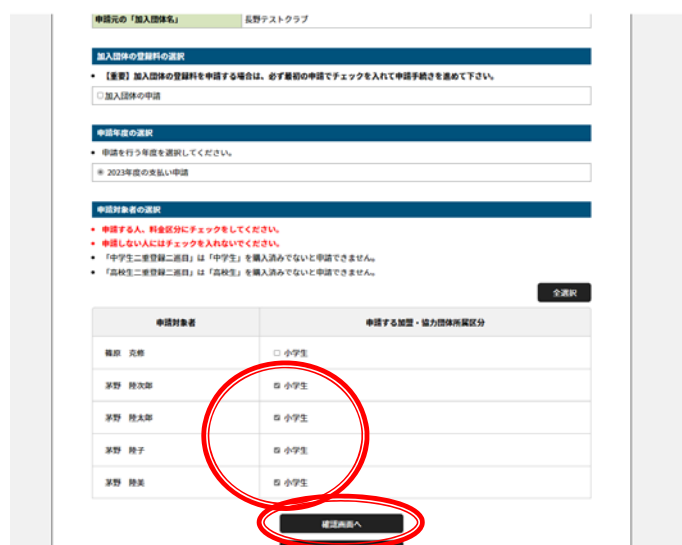 申請元の「加入団体名」 長野テストクラブ
加入団体の登録料の選択
• 【重要】加入団体の登録料を申請する場合は、必ず最初の申請でチェックを入れて申請手続きを進めて下さい。
加入団体の申請
申請年度の選択
• 申請を行う年度を選択してください。
2023年度の支払い申請
申請対象者の選択
• 申請する人、料金区分にチェックをしてください。
• 申請しない人にはチェックを入れないでください。
• 「中学生二重登録二巡目」は「中学生」を購入済みでないと申請できません。
• 「高校生二重登録二巡目」は「高校生」を購入済みでないと申請できません。
全選択
申請対象者 申請する加盟・協力団体所属区分
篠原 克修 小学生
茅野 陸次郎 小学生
茅野 陸太郎 小学生
茅野 陸子 小学生
茅野 陸美 小学生
確認画面へ